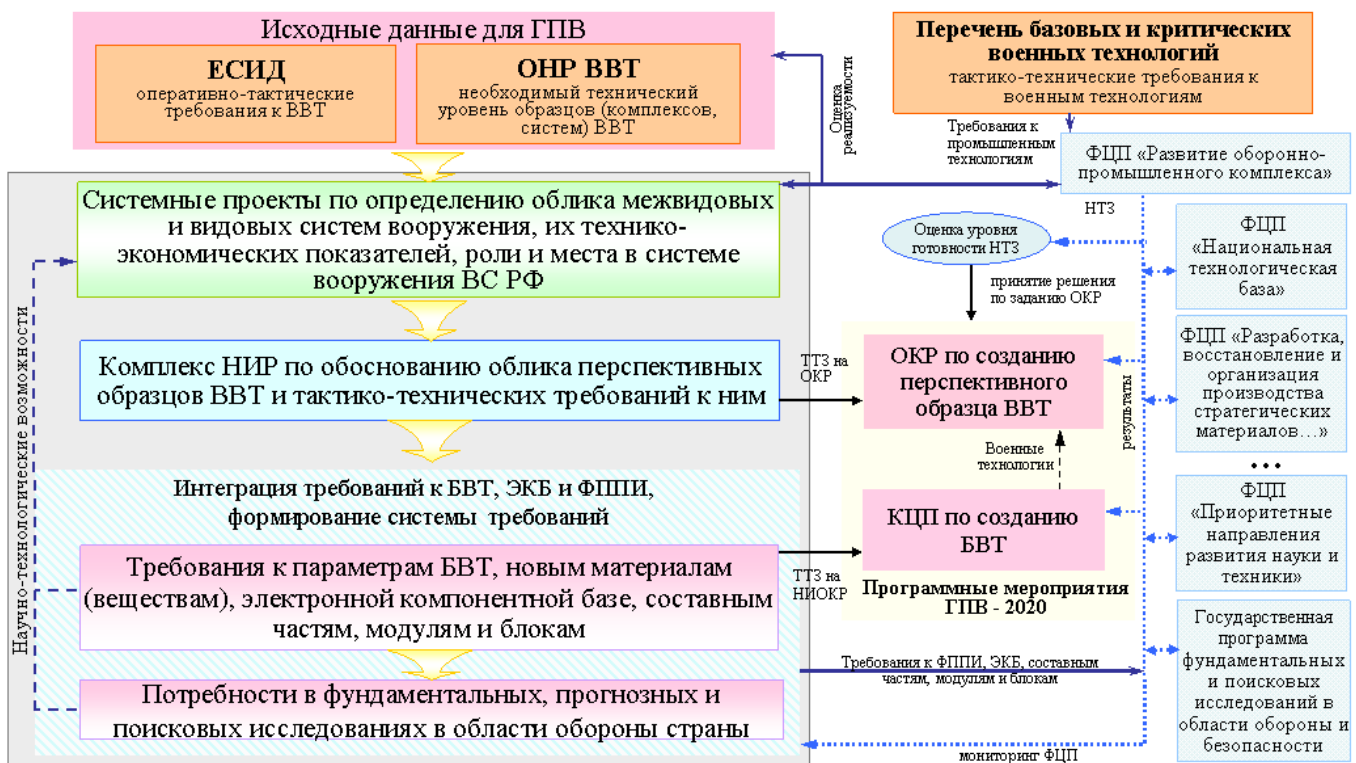 Исходные данные для ГПВ
ЕСИД
оперативно-тактические
требования к ВВТ
ОНР ВВТ
необходимый технический
уровень образцов (комплексов,
систем) ВВТ
Оценка
реализуемости
Перечень базовых и критических
военных технологий
тактико-технические требования к
военным технологиям
Требования к
промышленным
технологиям
ФЦП «Развитие оборонно-
промышленного комплекса»
НТЗ
Системные проекты по определению облика межвидовых
и видовых систем вооружения, их технико-
экономических показателей, роли и места в системе
вооружения ВС РФ
Оценка уровня
готовности НТЗ
принятие решения
по заданию ОКР
ФЦП
«Национальная
технологическая
база»
Комплекс НИР по обоснованию облика перспективных
образцов ВВТ и тактико-технических требований к ним
ТТЗ на
ОКР
ОКР по созданию
перспективного
образца ВВТ
результаты
ФЦП «Разработка,
восстановление и
организация
производства
стратегических
материалов…»
Военные
технологии
•••
Научно-технологические возможности
Интеграция требований к БВТ, ЭКБ и ФППИ,
формирование системы требований
КЦП по созданию
БВТ
ФЦП
«Приоритетные
направления
развития науки и
техники»
Требования к параметрам БВТ, новым материалам
(веществам), электронной компонентной базе, составным
частям, модулям и блокам
ТТЗ на
НИОКР
Программные мероприятия
ГПВ - 2020
Требования к ФППИ, ЭКБ, составным
частям, модулям и блокам
Государственная
программа
фундаментальных
и поисковых
исследований в
области обороны и
безопасности
Потребности в фундаментальных, прогнозных и
поисковых исследованиях в области обороны страны
мониторинг ФЦП